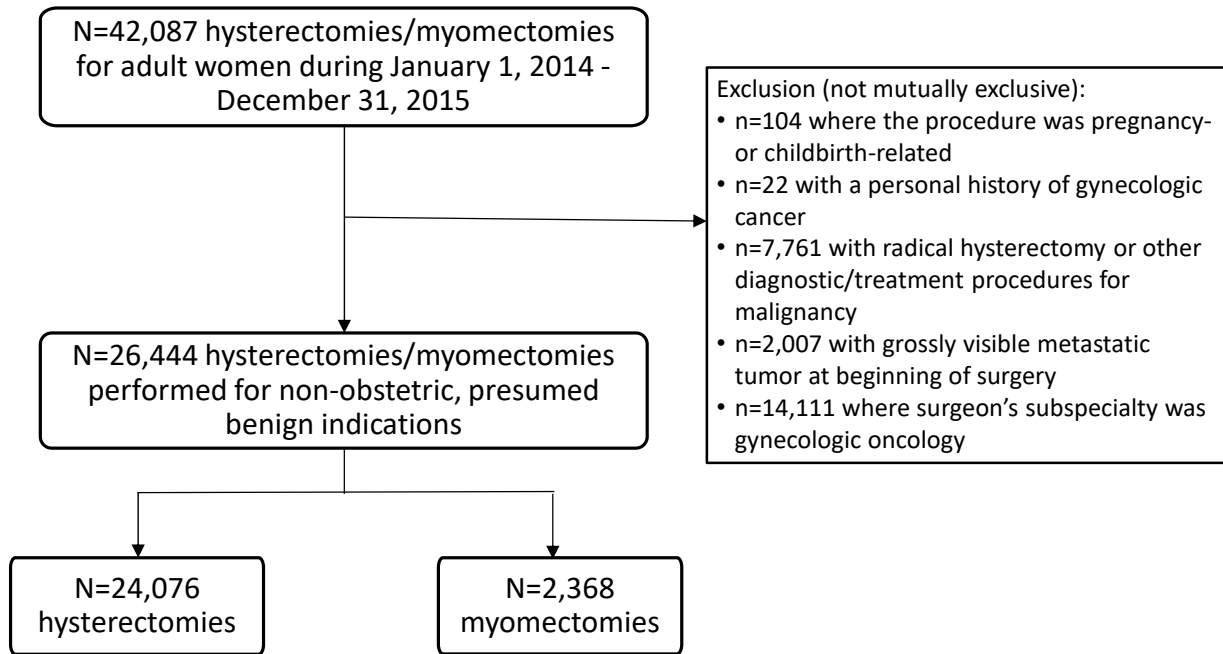 N=42,087 hysterectomies/myomectomies
for adult women during January 1, 2014 -
December 31, 2015
Exclusion (not mutually exclusive):
• n=104 where the procedure was pregnancy-
or childbirth-related
• n=22 with a personal history of gynecologic
cancer
• n=7,761 with radical hysterectomy or other
diagnostic/treatment procedures for
malignancy
• n=2,007 with grossly visible metastatic
tumor at beginning of surgery
• n=14,111 where surgeon’s subspecialty was
gynecologic oncology
N=26,444 hysterectomies/myomectomies
performed for non-obstetric, presumed
benign indications
N=24,076
hysterectomies
N=2,368
myomectomies